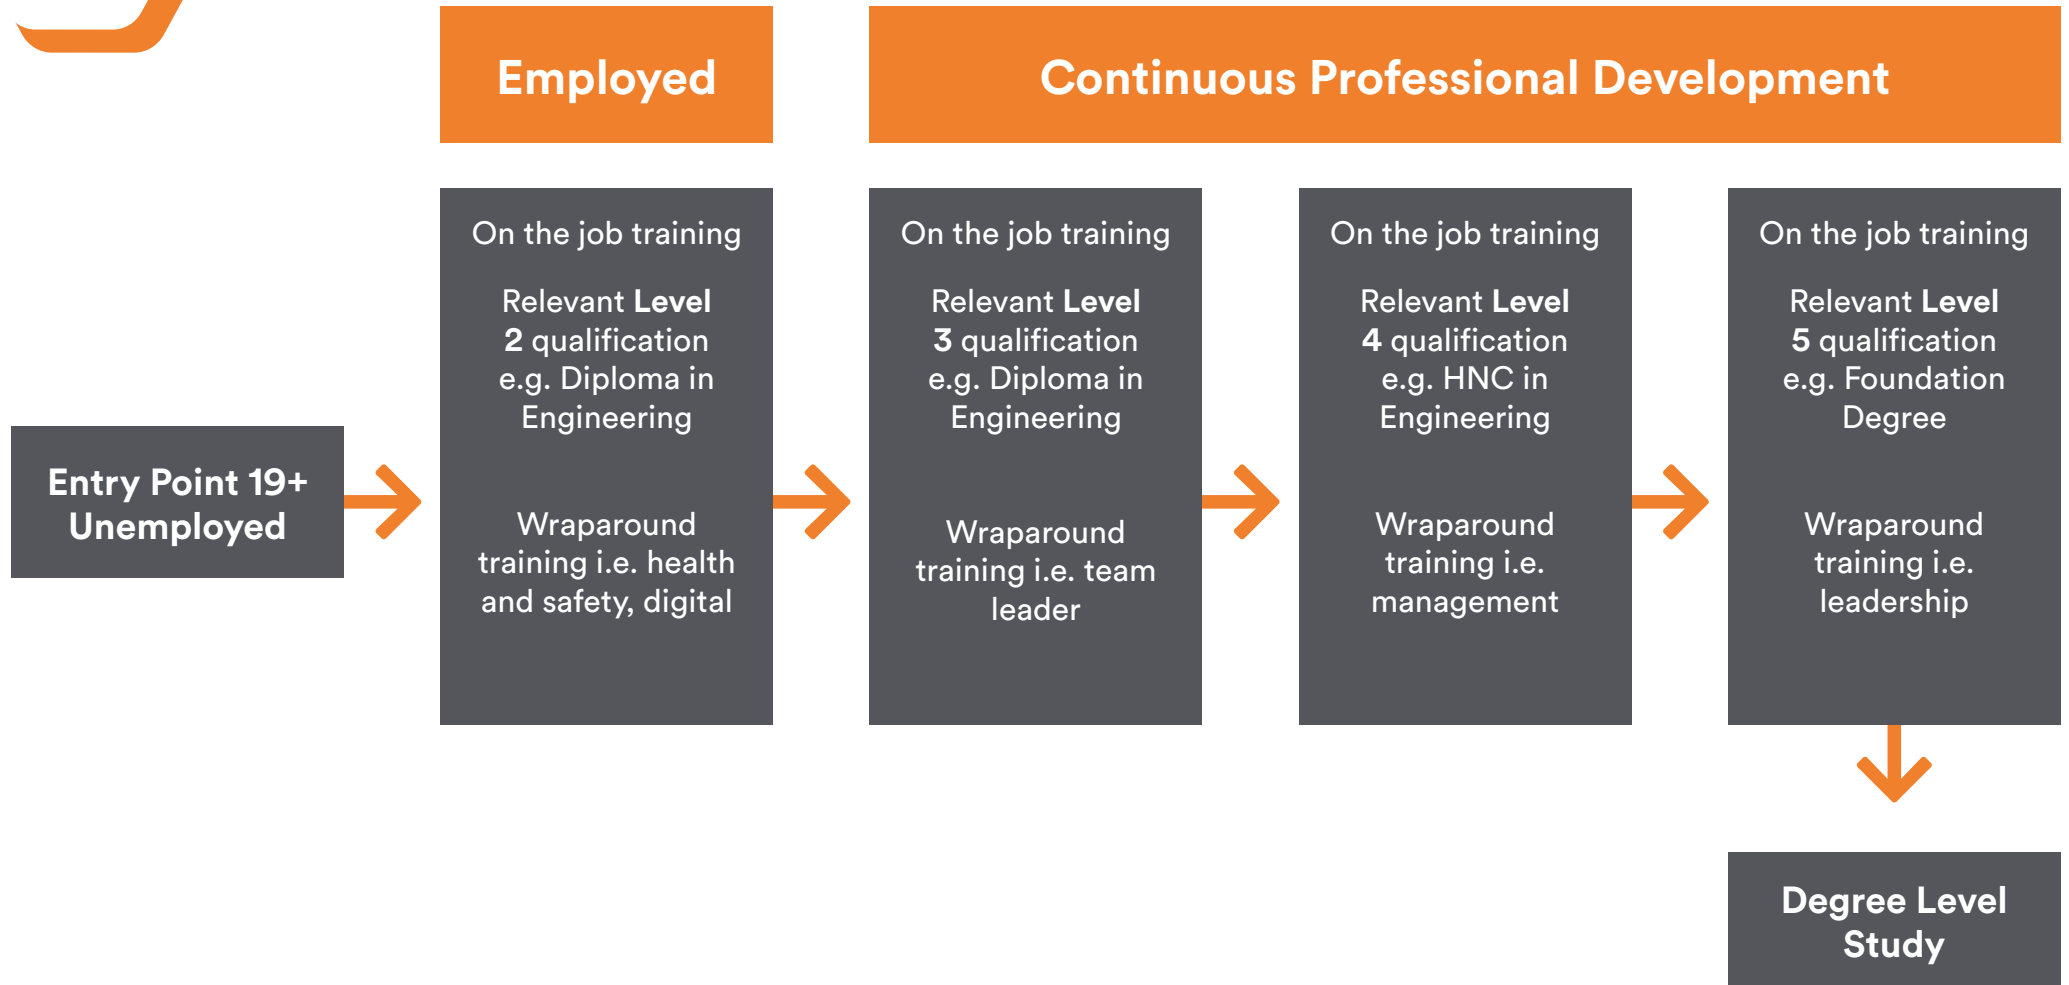 Employed
Continuous Professional Development
Entry Point 19+
Unemployed
On the job training
Relevant Level
2 qualification
e.g. Diploma in
Engineering
Wraparound
training i.e. health
and safety, digital
On the job training
Relevant Level
3 qualification
e.g. Diploma in
Engineering
Wraparound
training i.e. team
leader
On the job training
Relevant Level
4 qualification
e.g. HNC in
Engineering
Wraparound
training i.e.
management
On the job training
Relevant Level
5 qualification
e.g. Foundation
Degree
Wraparound
training i.e.
leadership
Degree Level
Study